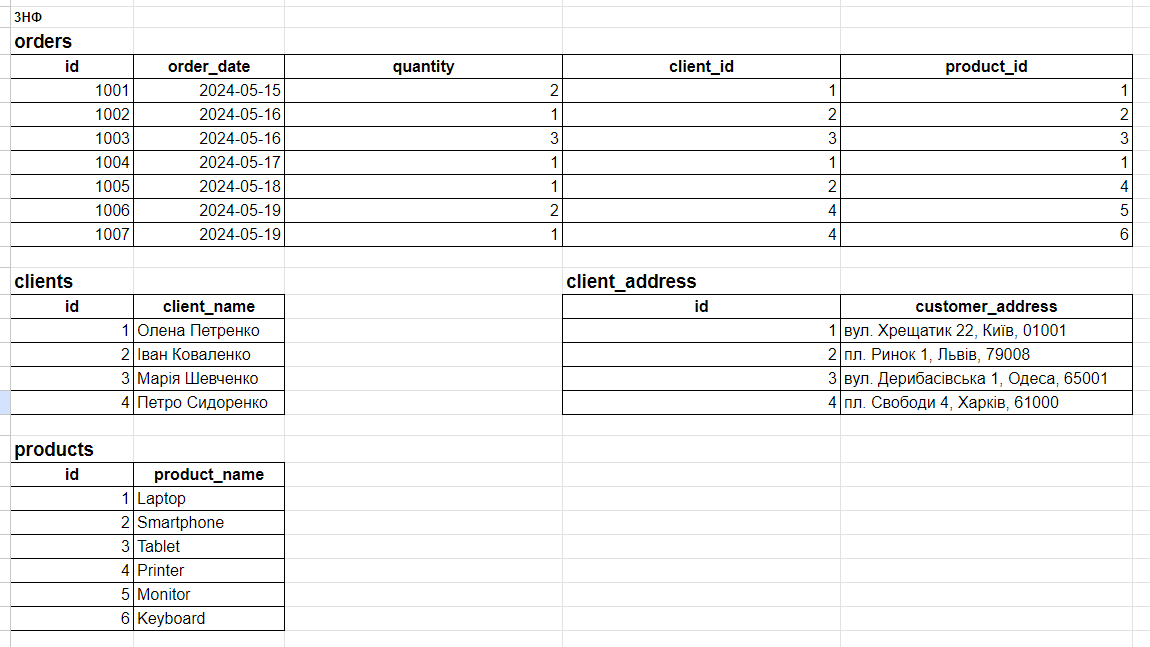 3НФ
orders
id order_date quantity client_id product_id
1001 2024-05-15 2 1 1
1002 2024-05-16 1 2 2
1003 2024-05-16 3 3 3
1004 2024-05-17 1 1 1
1005 2024-05-18 1 2 4
1006 2024-05-19 2 4 5
1007 2024-05-19 1 4 6
clients client_address
id client_name id customer_address
1 Олена Петренко 1 вул. Хрещатик 22, Київ, 01001
2 Іван Коваленко 2 пл. Ринок 1, Львів, 79008
3 Марія Шевченко 3 вул. Дерибасівська 1, Одеса, 65001
4 Петро Сидоренко 4 пл. Свободи 4, Харків, 61000
products
id product_name
1 Laptop
2 Smartphone
3 Tablet
4 Printer
5 Monitor
6 Keyboard